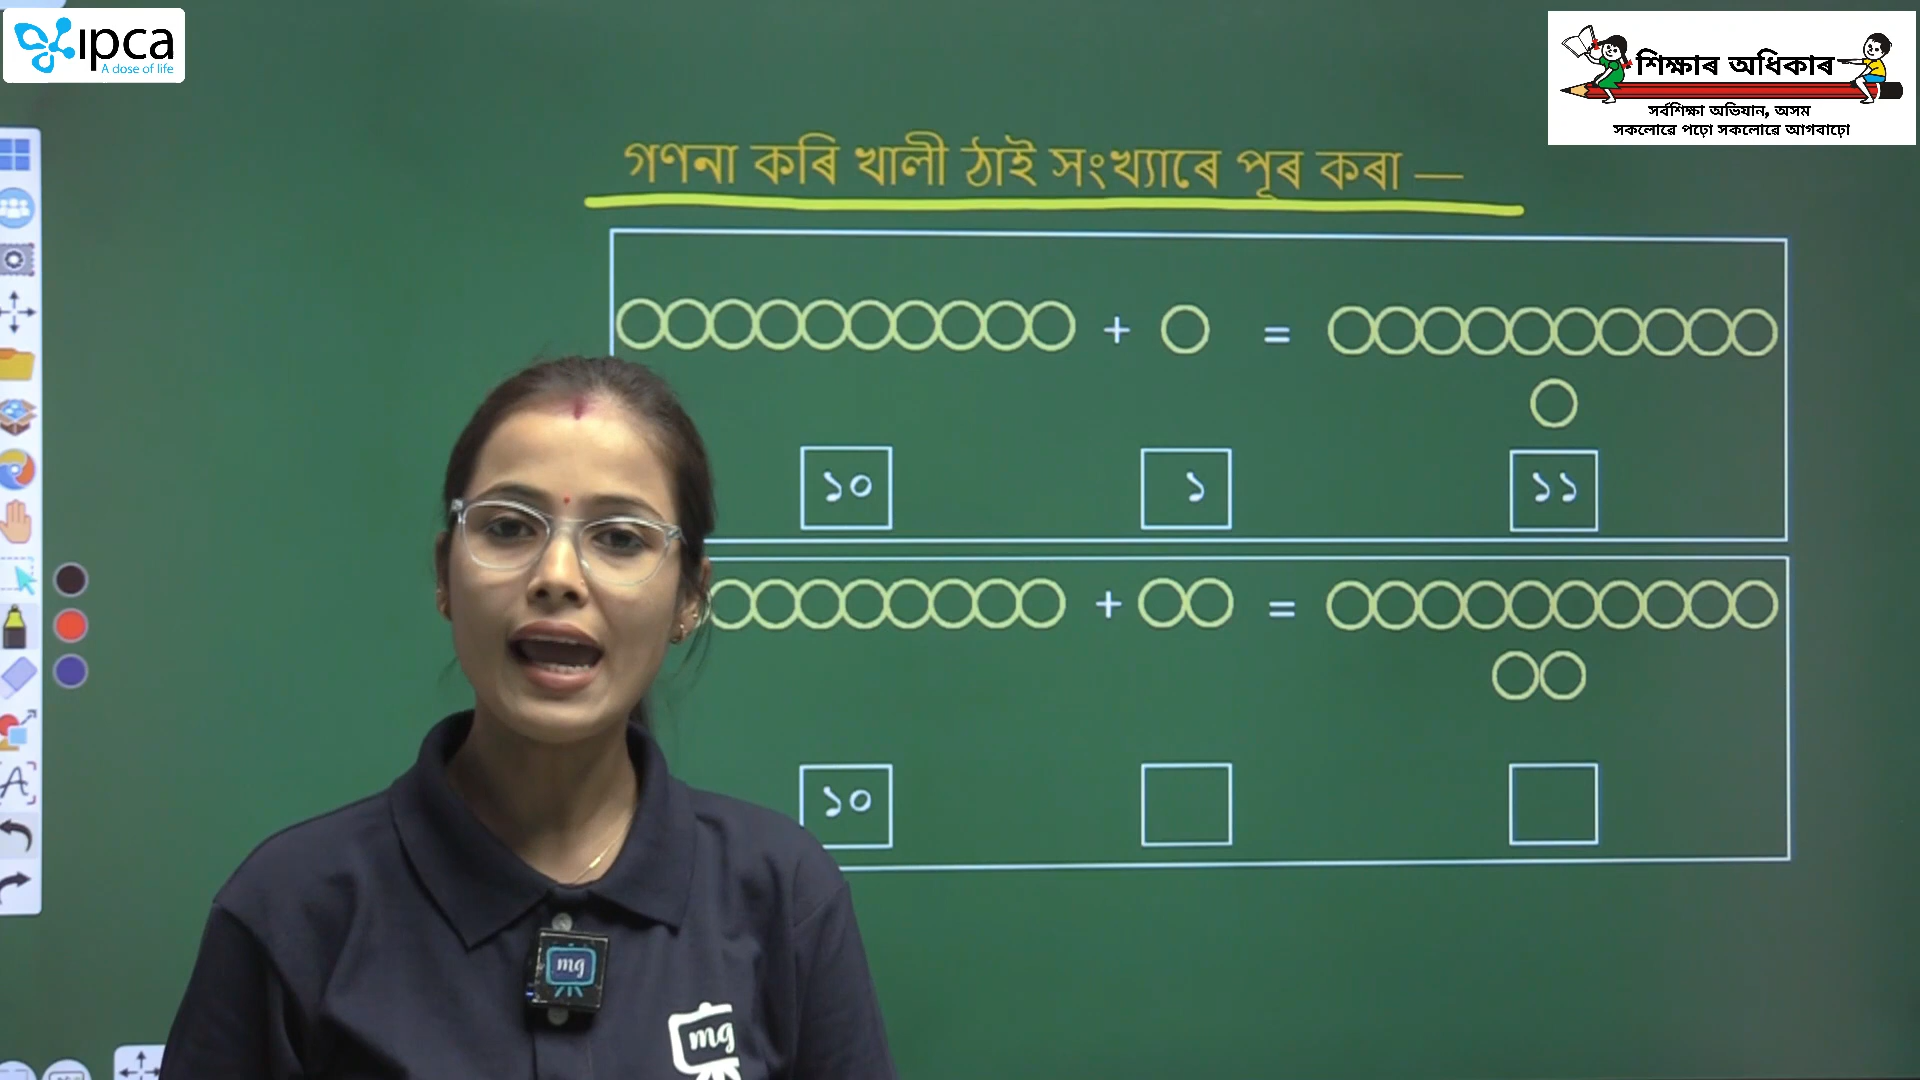 ipca
A dose of life
শিক্ষাৰ অধিকাৰ
সৰ্বশিক্ষা অভিযান, অসম
সকলোৱে পঢ়ো সকলোৱে আগবাঢ়ো
গণনা কৰি খালী ঠাই সংখ্যাৰে পূৰ কৰা —
+ =
১০ ১ ১১
+ =
১০
mg
mg